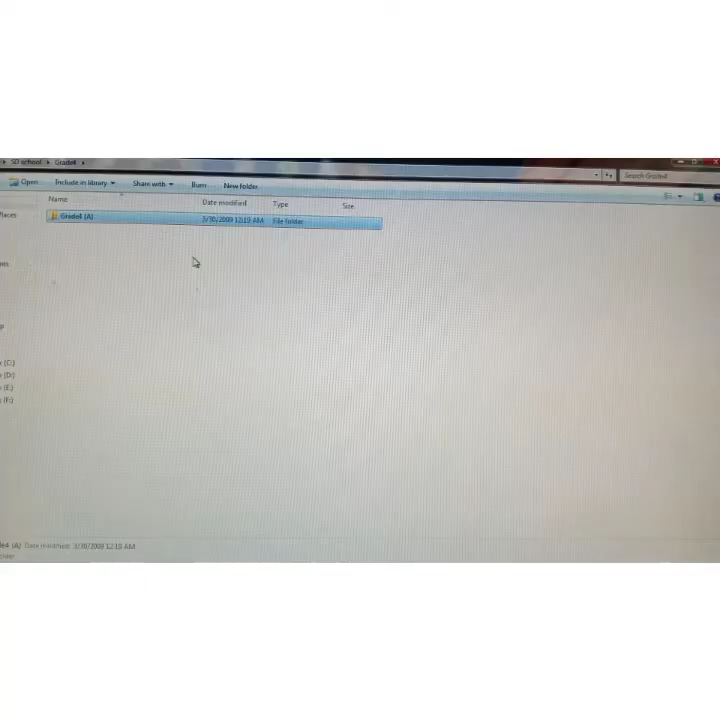 SD school ▸ Grade4 ▸
Search Grade4
Open Include in library Share with Burn New folder
Name Date modified Type Size
Places
Grade4 (A) 3/30/2009 12:19 AM File folder
(C:)
(D:)
(E:)
(F:)
(A) Date modified: 3/30/2009 12:19 AM